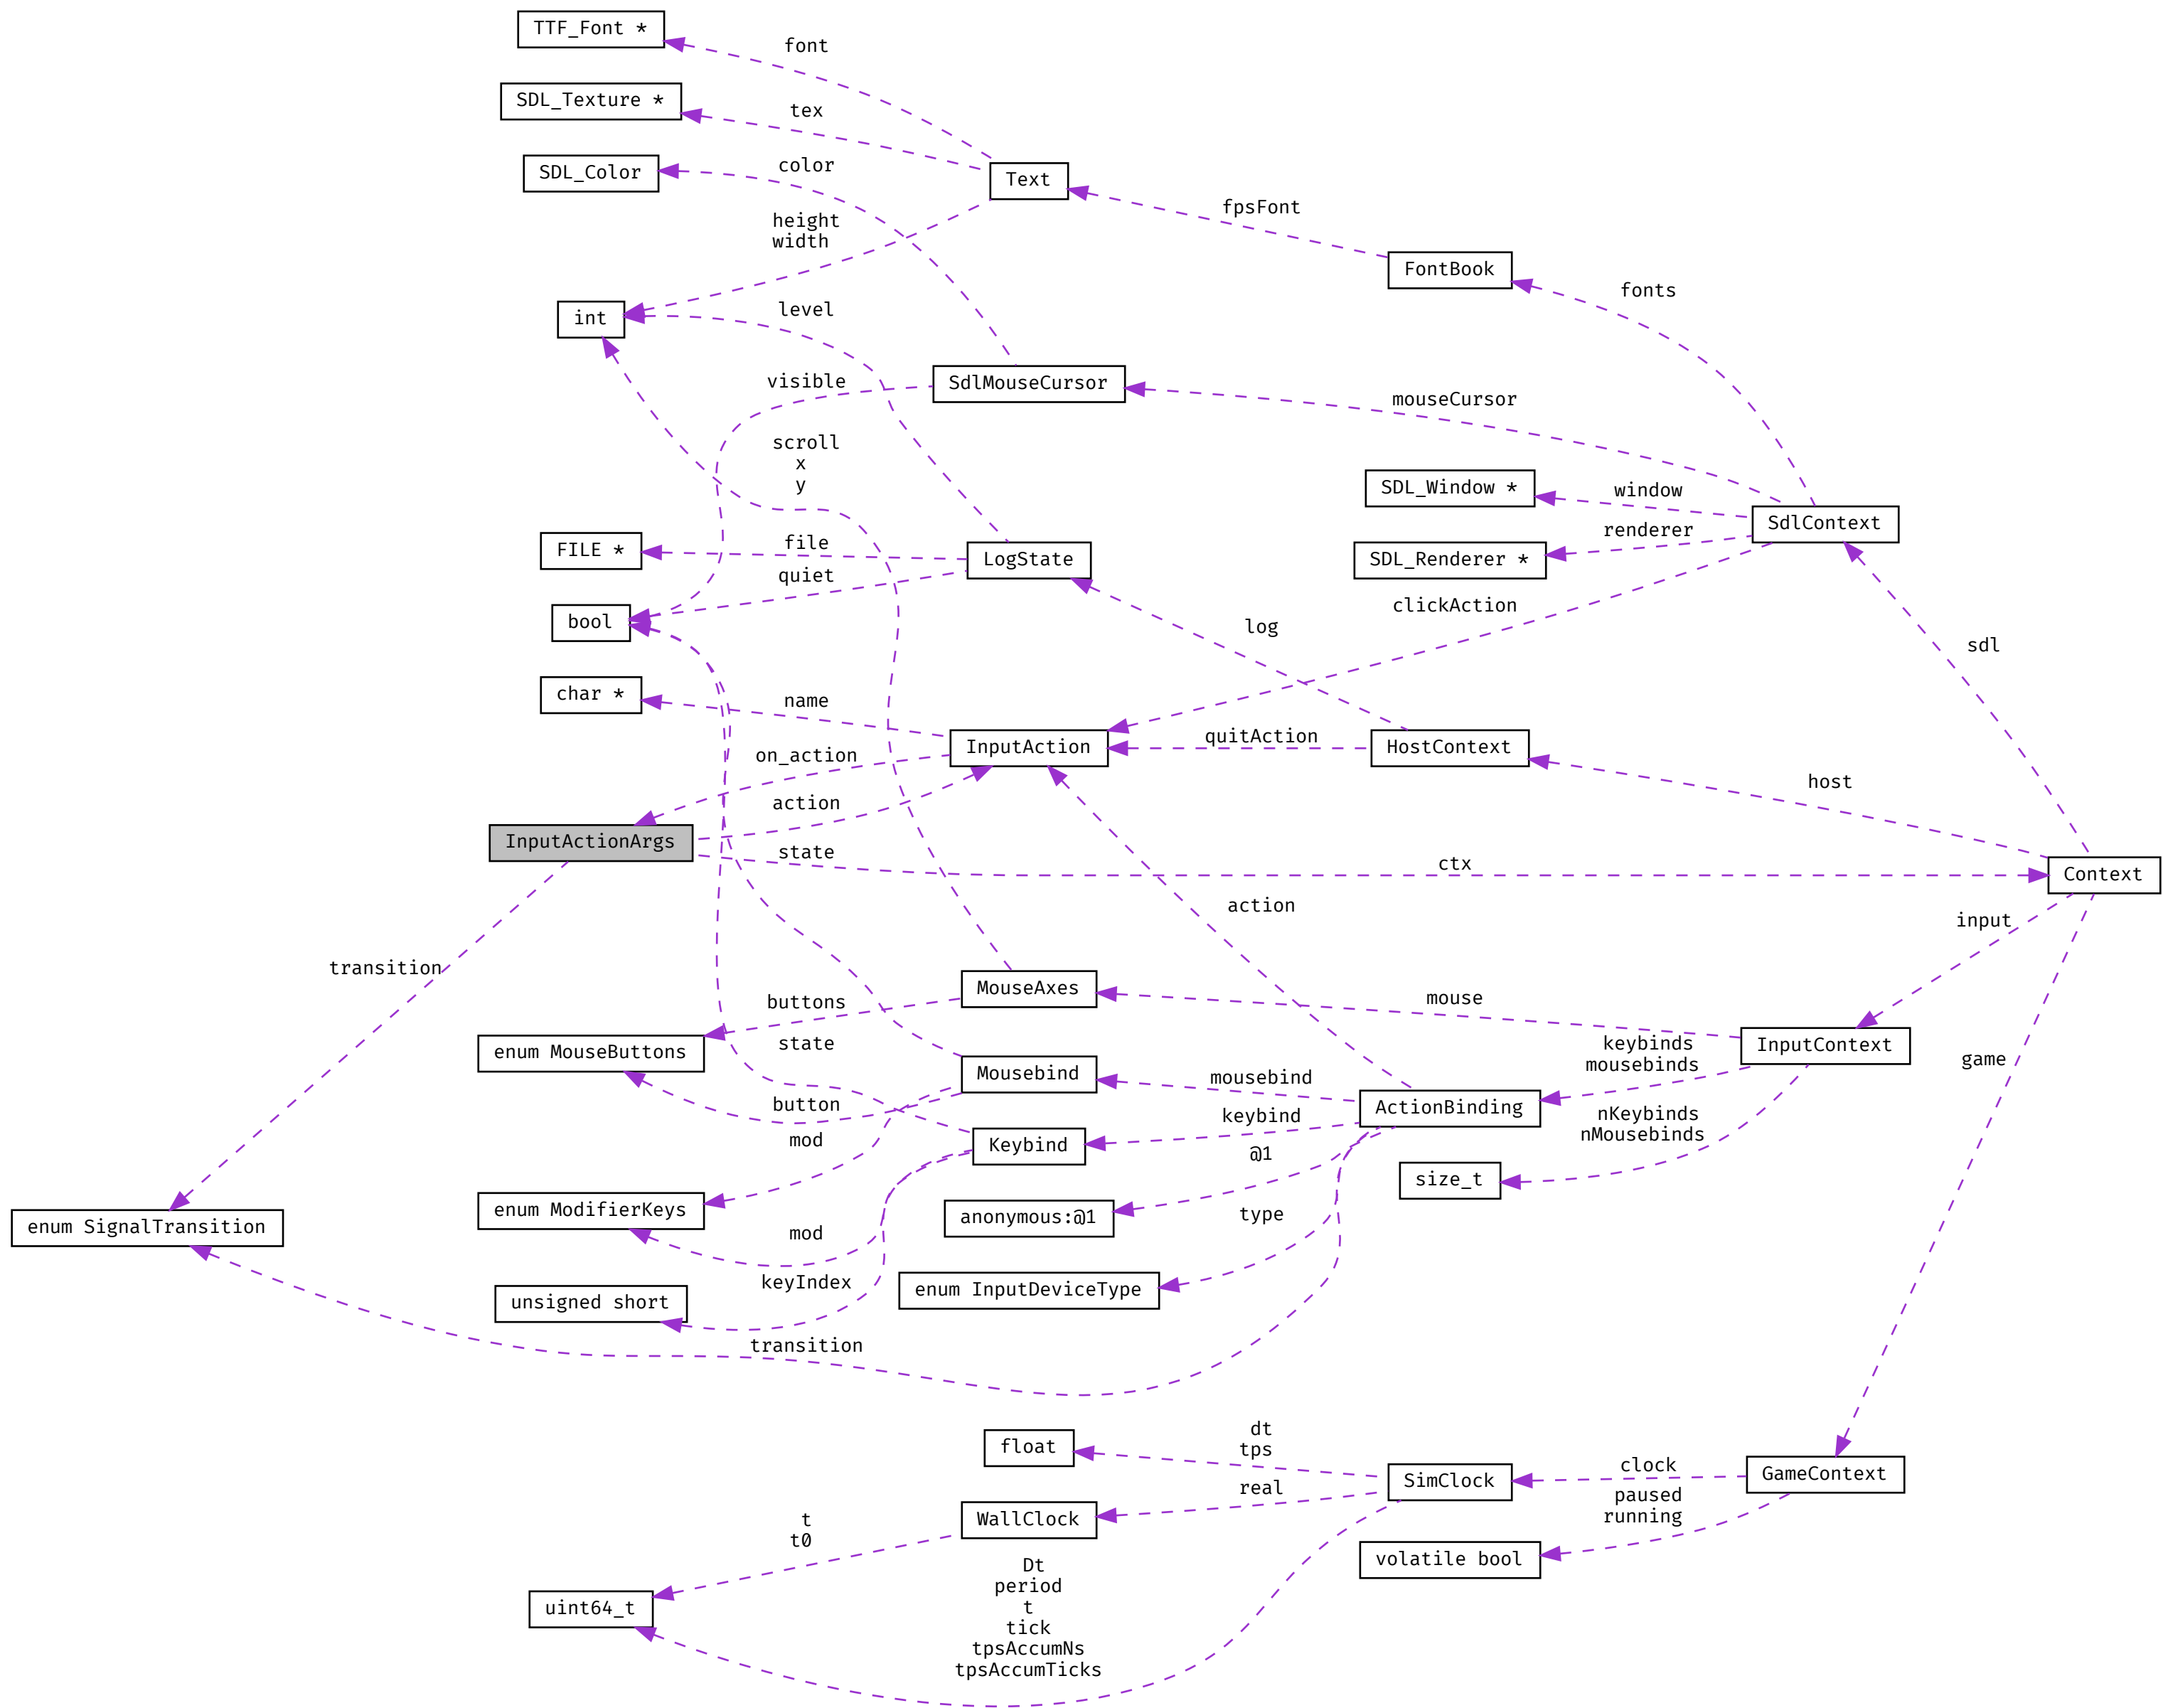 TTF_Font *
font
SDL_Texture *
tex
SDL_Color
color
Text
fpsFont
height
width
FontBook
fonts
int
level
visible
SdlMouseCursor
mouseCursor
scroll
x
y
SDL_Window *
window
SdlContext
renderer
FILE *
file
LogState
SDL_Renderer *
quiet
bool
clickAction
log
sdl
char *
name
InputAction
quitAction
HostContext
on_action
host
action
InputActionArgs
state
ctx
Context
action
input
transition
MouseAxes
mouse
buttons
enum MouseButtons
state
InputContext
keybinds
mousebinds
game
Mousebind
mousebind
button
ActionBinding
keybind
nKeybinds
nMousebinds
mod
Keybind
@1
size_t
enum ModifierKeys
anonymous:@1
type
enum SignalTransition
mod
keyIndex
enum InputDeviceType
unsigned short
transition
float
dt
tps
clock
GameContext
SimClock
real
paused
running
WallClock
t
t0
volatile bool
uint64_t
Dt
period
t
tick
tpsAccumNs
tpsAccumTicks